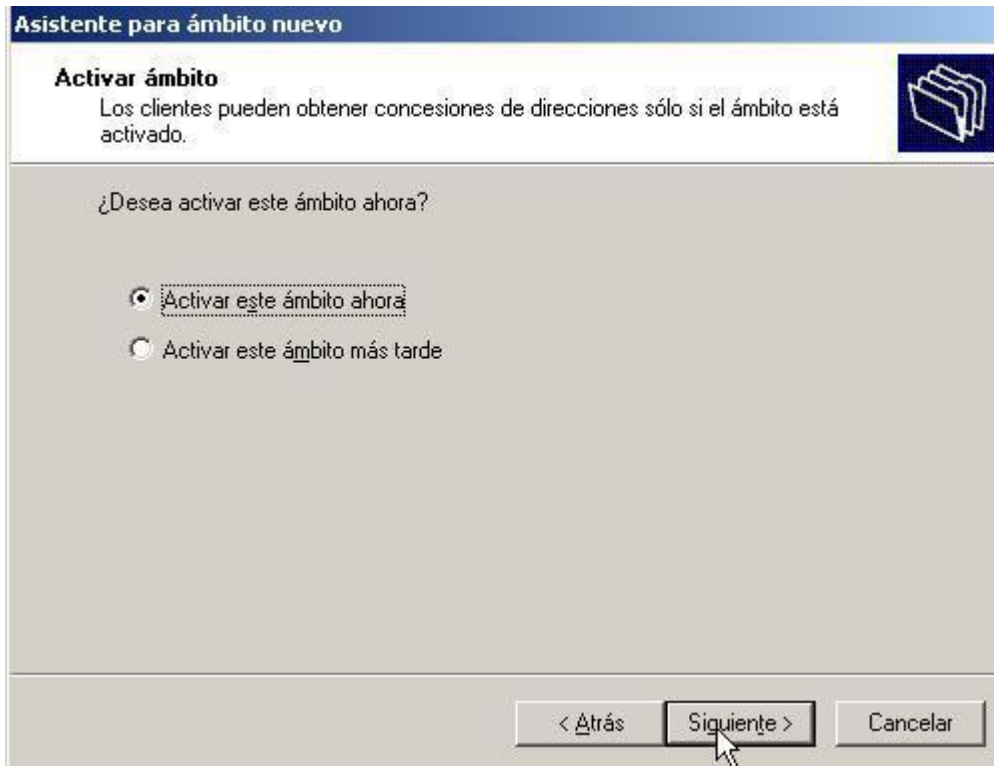 Asistente para ámbito nuevo
Activar ámbito
Los clientes pueden obtener concesiones de direcciones sólo si el ámbito está
activado.
¿Desea activar este ámbito ahora?
Activar este ámbito ahora
Activar este ámbito más tarde
< Atrás Siguiente > Cancelar